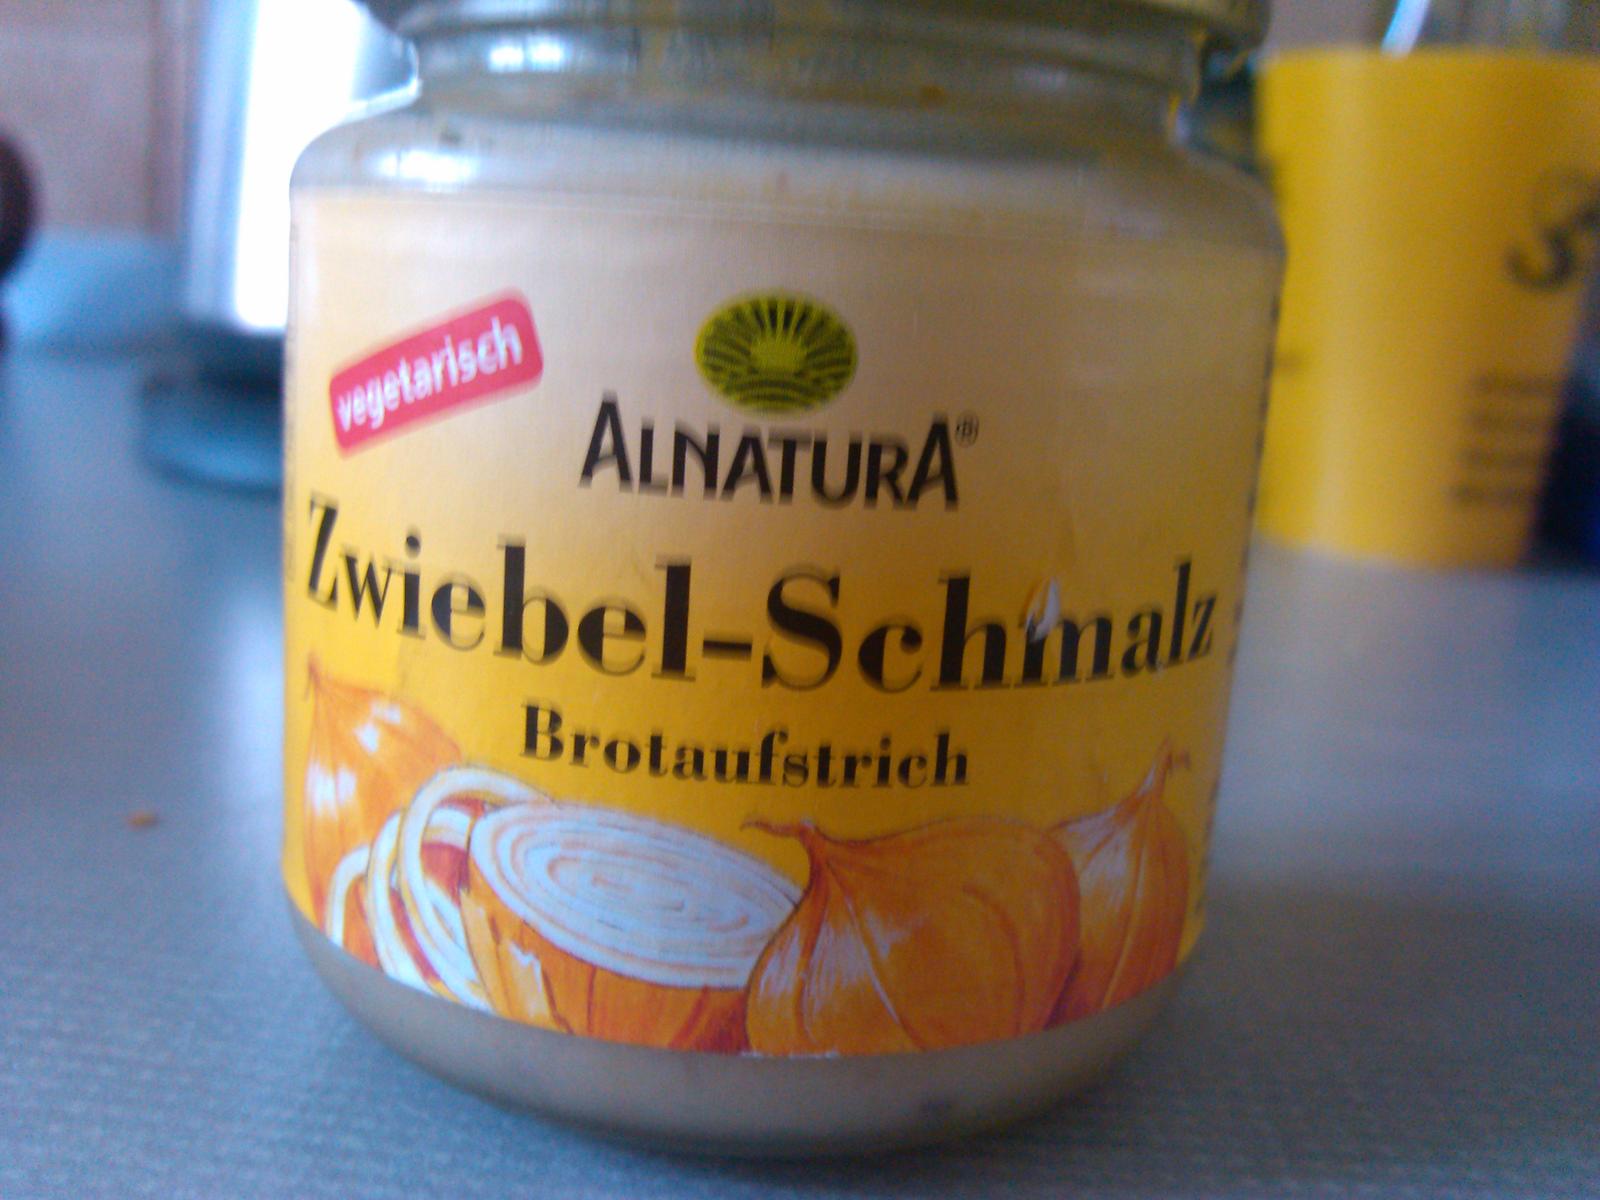 vegetarisch
ALNATURA®
Zwiebel-Schmalz
Brotaufstrich